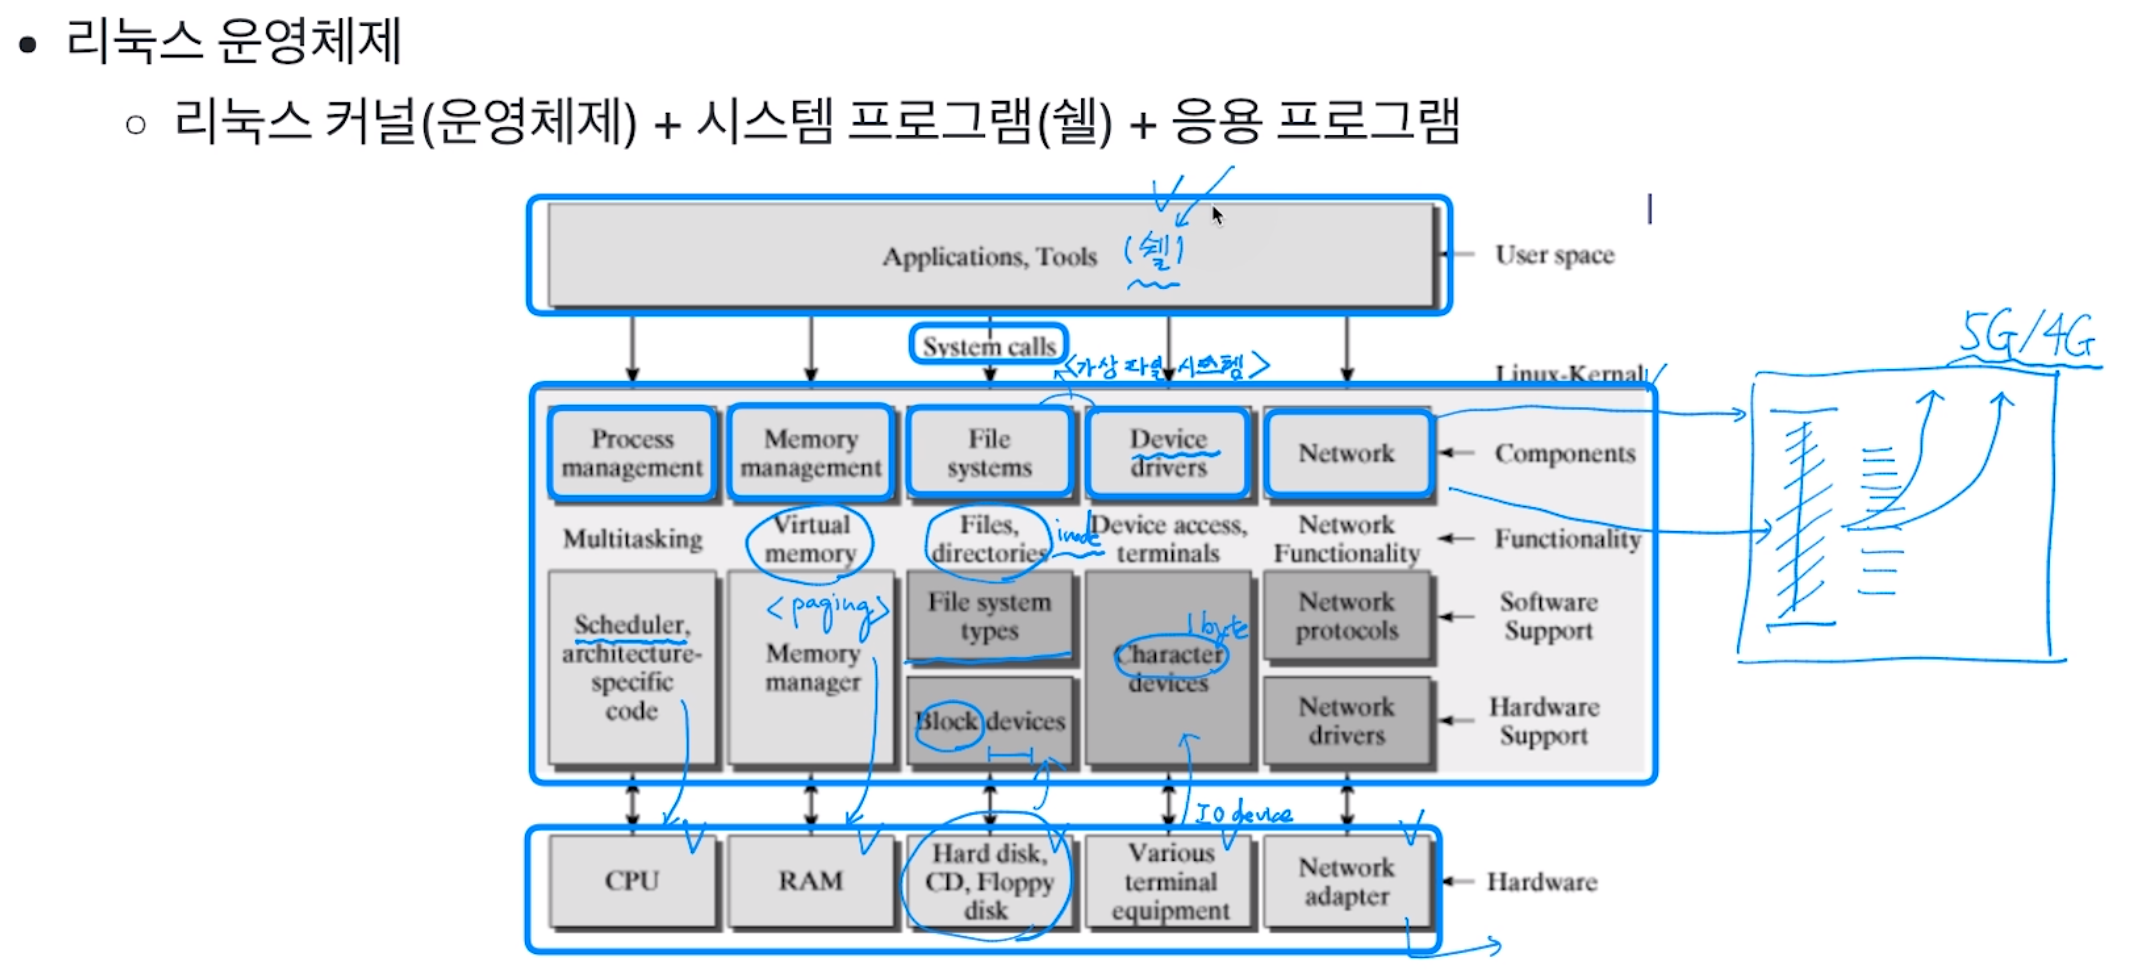 • 리눅스 운영체제
○ 리눅스 커널(운영체제) + 시스템 프로그램(쉘) + 응용 프로그램
Applications, Tools (쉘)
User space
System calls
<가상 파일 시스템>
Linux-Kernal
5G/4G
Process
management
Memory
management
File
systems
Device
drivers
Network
Components
Multitasking
Virtual
memory
Files,
directories
inode
Device access,
terminals
Network
Functionality
Functionality
<paging>
Scheduler,
architecture-
specific
code
Memory
manager
File system
types
Block devices
1byte
Character
devices
Network
protocols
Software
Support
Network
drivers
Hardware
Support
IO device
CPU
RAM
Hard disk,
CD, Floppy
disk
Various
terminal
equipment
Network
adapter
Hardware